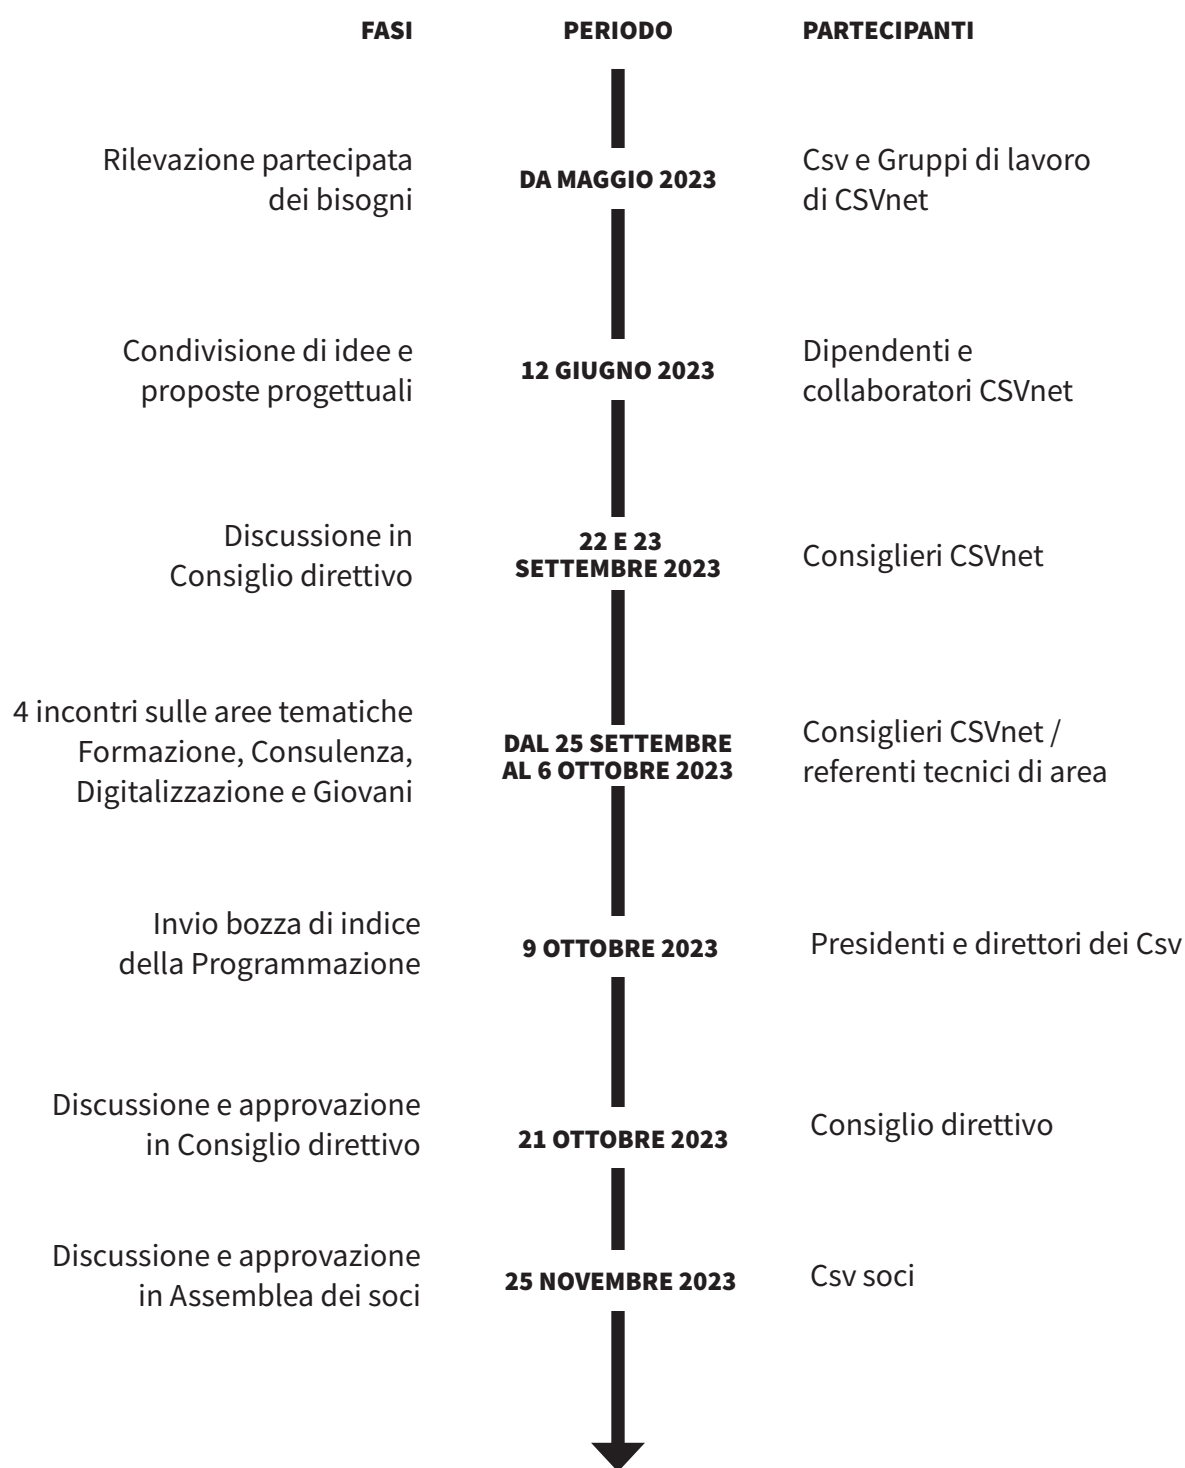 FASI
PERIODO
PARTECIPANTI
Rilevazione partecipata
dei bisogni
DA MAGGIO 2023
Csv e Gruppi di lavoro
di CSVnet
Condivisione di idee e
proposte progettuali
12 GIUGNO 2023
Dipendenti e
collaboratori CSVnet
Discussione in
Consiglio direttivo
22 E 23
SETTEMBRE 2023
Consiglieri CSVnet
4 incontri sulle aree tematiche
Formazione, Consulenza,
Digitalizzazione e Giovani
DAL 25 SETTEMBRE
AL 6 OTTOBRE 2023
Consiglieri CSVnet /
referenti tecnici di area
Invio bozza di indice
della Programmazione
9 OTTOBRE 2023
Presidenti e direttori dei Csv
Discussione e approvazione
in Consiglio direttivo
21 OTTOBRE 2023
Consiglio direttivo
Discussione e approvazione
in Assemblea dei soci
25 NOVEMBRE 2023
Csv soci